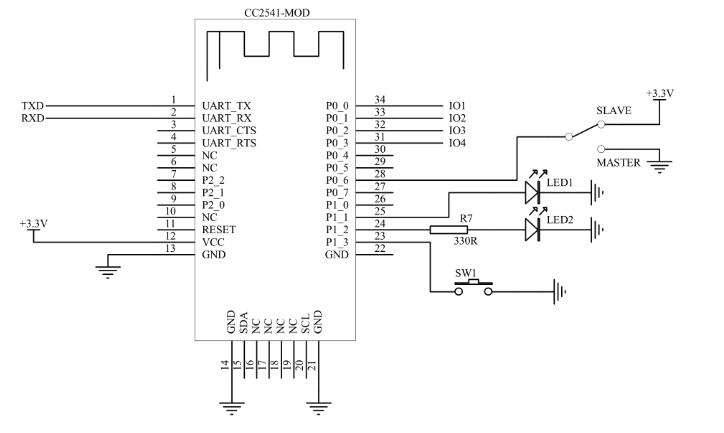 CC2541-MOD
TXD 1 UART_TX P0_0 34 IO1
RXD 2 UART_RX P0_1 33 IO2
3 UART_CTS P0_2 32 IO3
4 UART_RTS P0_3 31 IO4
5 NC P0_4 30
6 NC P0_5 29
7 P2_2 P0_6 28
8 P2_1 P0_7 27
9 P2_0 P1_0 26
10 NC P1_1 25
11 RESET P1_2 24
12 VCC P1_3 23
13 GND GND 22
+3.3V
+3.3V
SLAVE
MASTER
LED1
LED2
R7
330R
SW1
GND SDA NC NC NC NC SCL GND
14 15 16 17 18 19 20 21